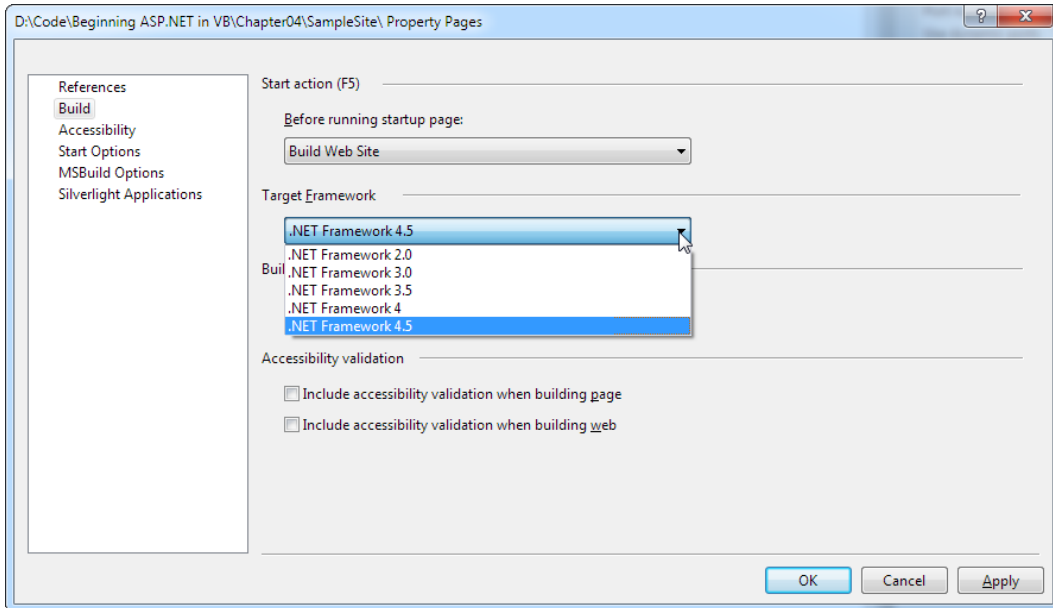 D:\Code\Beginning ASP.NET in VB\Chapter04\SampleSite\ Property Pages
?
References
Build
Accessibility
Start Options
MSBuild Options
Silverlight Applications
Start action (F5)
Before running startup page:
Build Web Site
Target Framework
.NET Framework 4.5
.NET Framework 2.0
.NET Framework 3.0
.NET Framework 3.5
.NET Framework 4
.NET Framework 4.5
Accessibility validation
Include accessibility validation when building page
Include accessibility validation when building web
OK
Cancel
Apply